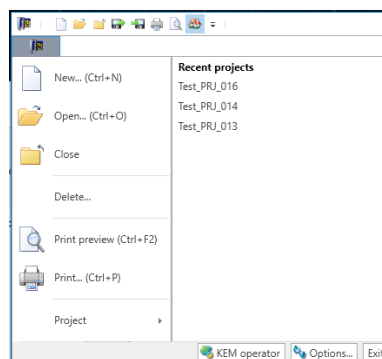 Recent projects
New... (Ctrl+N)
Test_PRJ_016
Test_PRJ_014
Open... (Ctrl+O)
Test_PRJ_013
Close
Delete...
Print preview (Ctrl+F2)
Print... (Ctrl+P)
Project
KEM operator
Options...
Exit